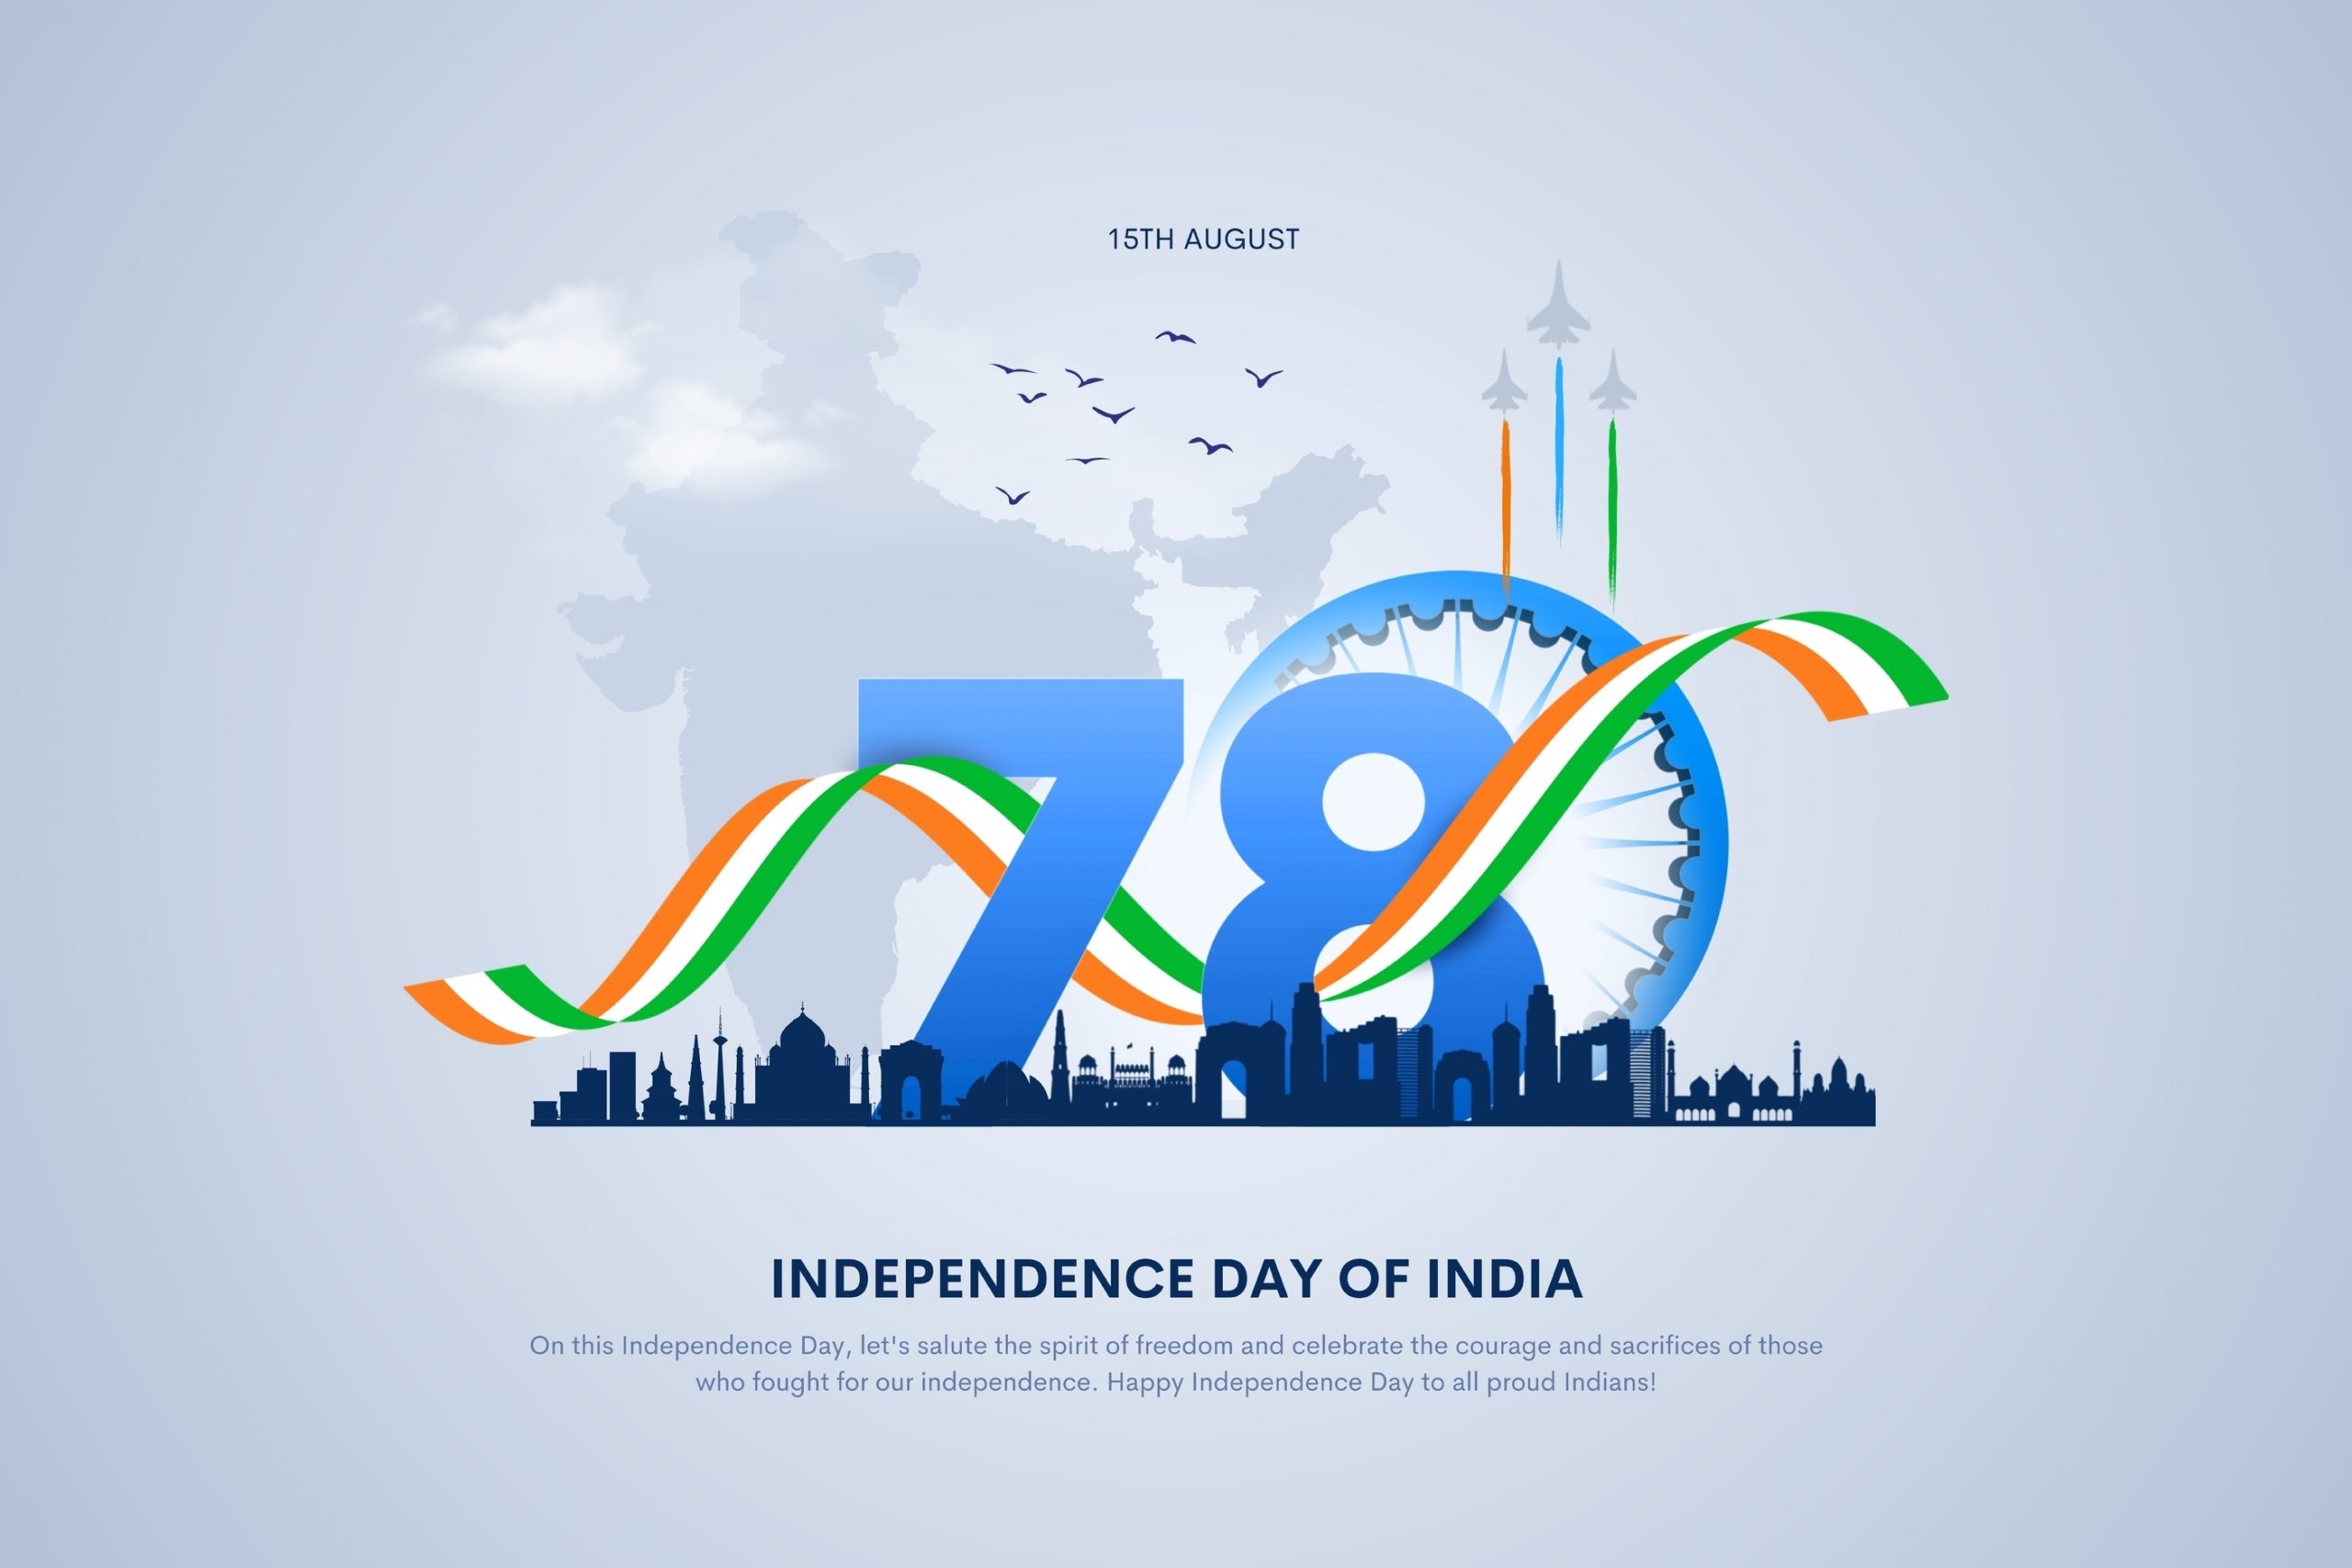 15TH AUGUST
78
INDEPENDENCE DAY OF INDIA
On this Independence Day, let's salute the spirit of freedom and celebrate the courage and sacrifices of those
who fought for our independence. Happy Independence Day to all proud Indians!